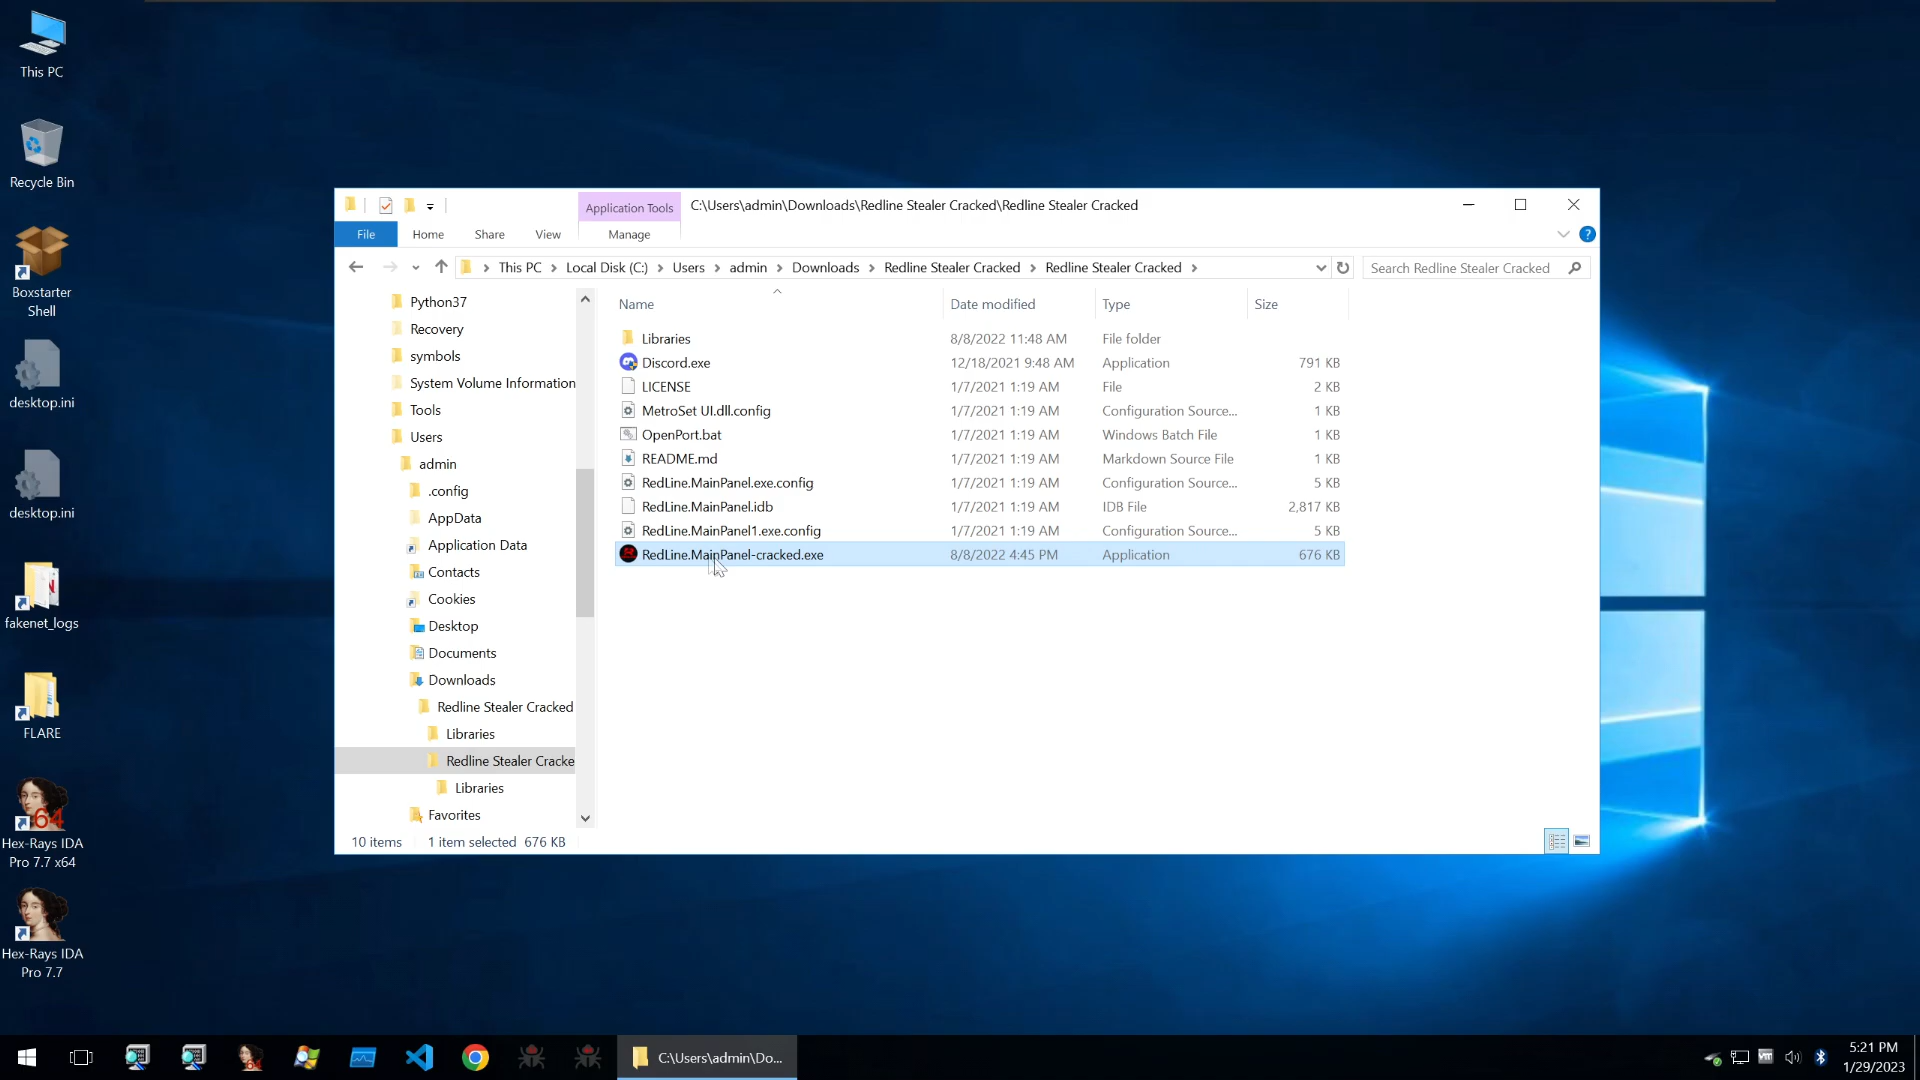 This PC
Recycle Bin
Boxstarter
Shell
desktop.ini
desktop.ini
fakenet_logs
FLARE
64
Hex-Rays IDA
Pro 7.7 x64
Hex-Rays IDA
Pro 7.7
Application Tools
C:\Users\admin\Downloads\Redline Stealer Cracked\Redline Stealer Cracked
File
Home
Share
View
Manage
This PC > Local Disk (C:) > Users > admin > Downloads > Redline Stealer Cracked > Redline Stealer Cracked >
Search Redline Stealer Cracked
Python37
Recovery
symbols
System Volume Information
Tools
Users
admin
.config
AppData
Application Data
Contacts
Cookies
Desktop
Documents
Downloads
Redline Stealer Cracked
Libraries
Redline Stealer Cracke
Libraries
Favorites
Name Date modified Type Size
Libraries 8/8/2022 11:48 AM File folder
Discord.exe 12/18/2021 9:48 AM Application 791 KB
LICENSE 1/7/2021 1:19 AM File 2 KB
MetroSet UI.dll.config 1/7/2021 1:19 AM Configuration Source... 1 KB
OpenPort.bat 1/7/2021 1:19 AM Windows Batch File 1 KB
README.md 1/7/2021 1:19 AM Markdown Source File 1 KB
RedLine.MainPanel.exe.config 1/7/2021 1:19 AM Configuration Source... 5 KB
RedLine.MainPanel.idb 1/7/2021 1:19 AM IDB File 2,817 KB
RedLine.MainPanel1.exe.config 1/7/2021 1:19 AM Configuration Source... 5 KB
RedLine.MainPanel-cracked.exe 8/8/2022 4:45 PM Application 676 KB
10 items 1 item selected 676 KB
C:\Users\admin\Do...
5:21 PM
1/29/2023